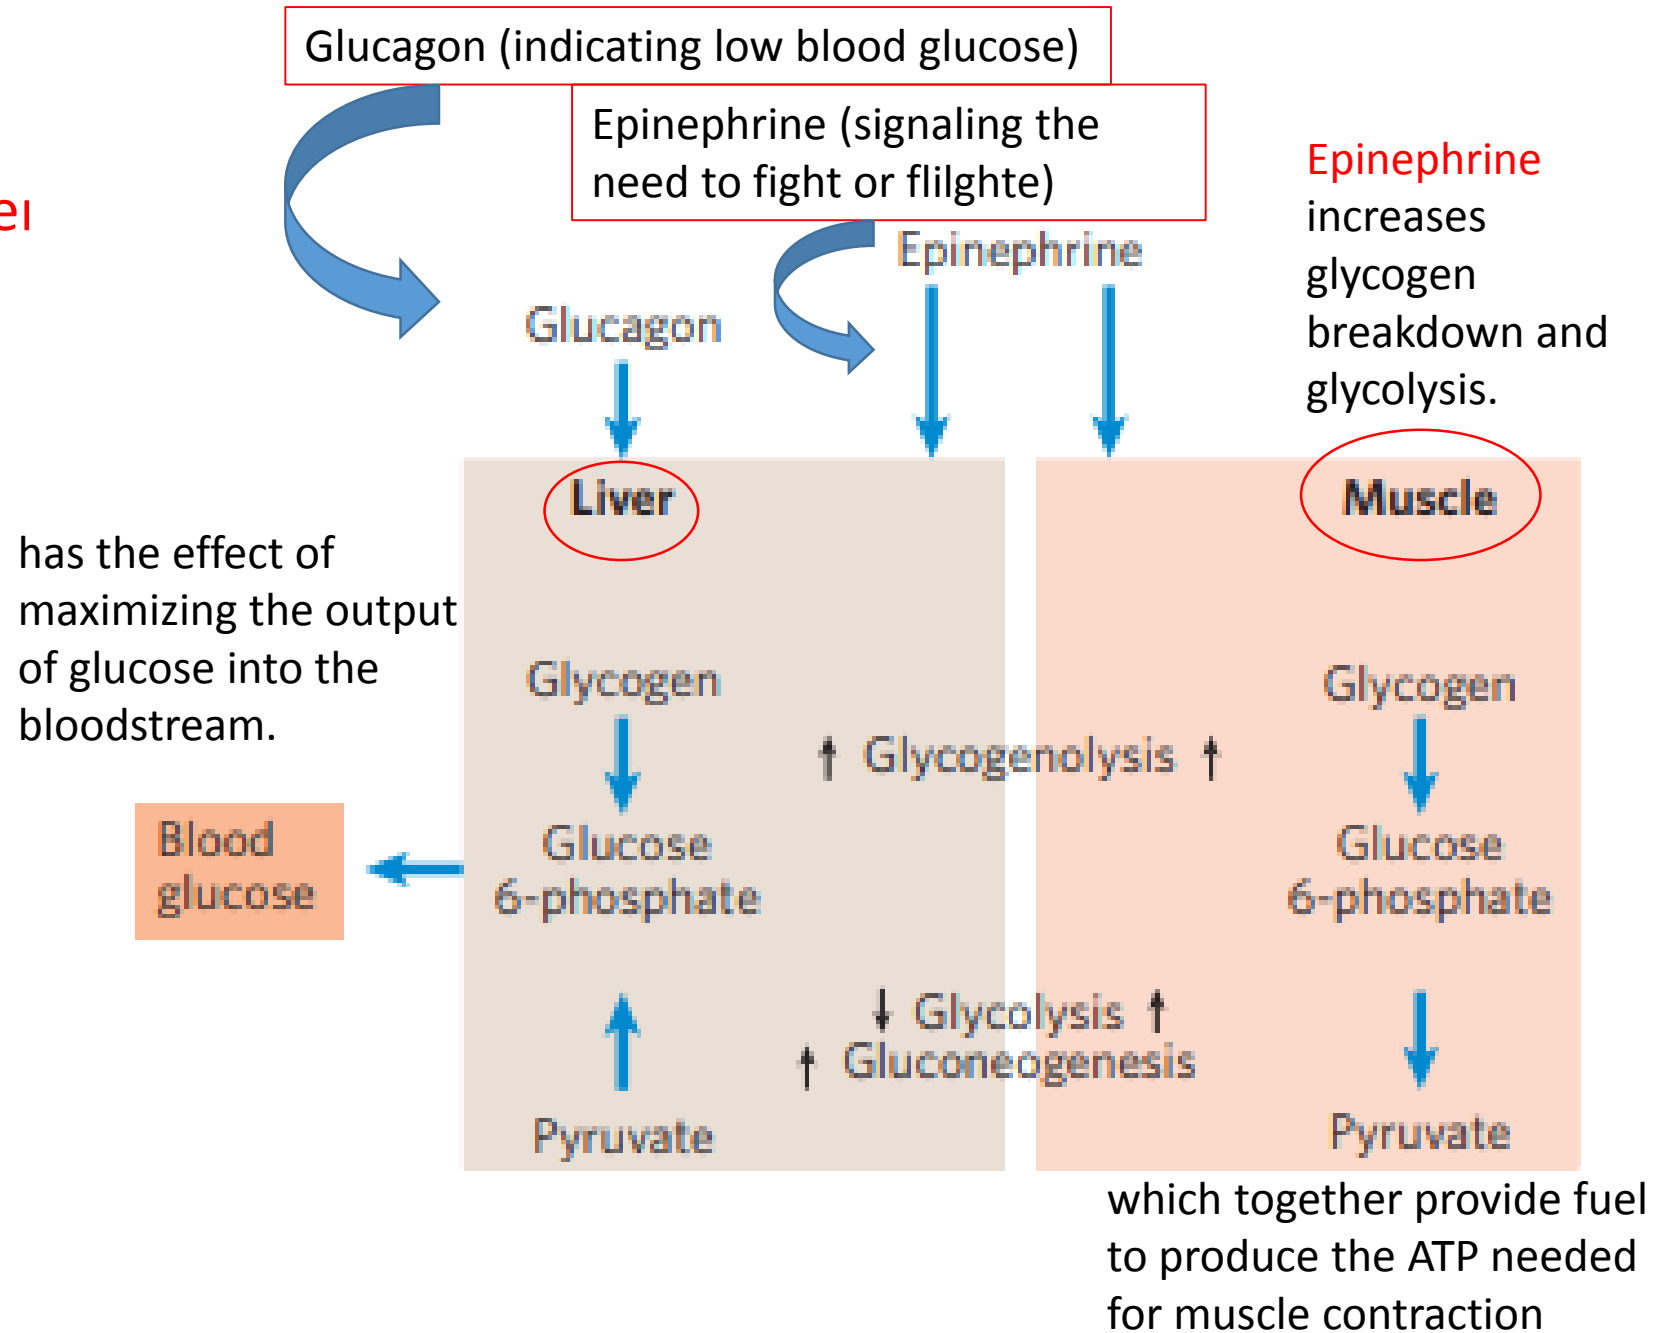 Glucagon (indicating low blood glucose)
Epinephrine (signaling the
need to fight or flilghte)
Epinephrine
increases
glycogen
breakdown and
glycolysis.
Epinephrine
Glucagon
Liver
Muscle
has the effect of
maximizing the output
of glucose into the
bloodstream.
Glycogen
Glycogen
↑ Glycogenolysis ↑
Blood
glucose
Glucose
6-phosphate
Glucose
6-phosphate
↓ Glycolysis ↑
↑ Gluconeogenesis
Pyruvate
Pyruvate
which together provide fuel
to produce the ATP needed
for muscle contraction